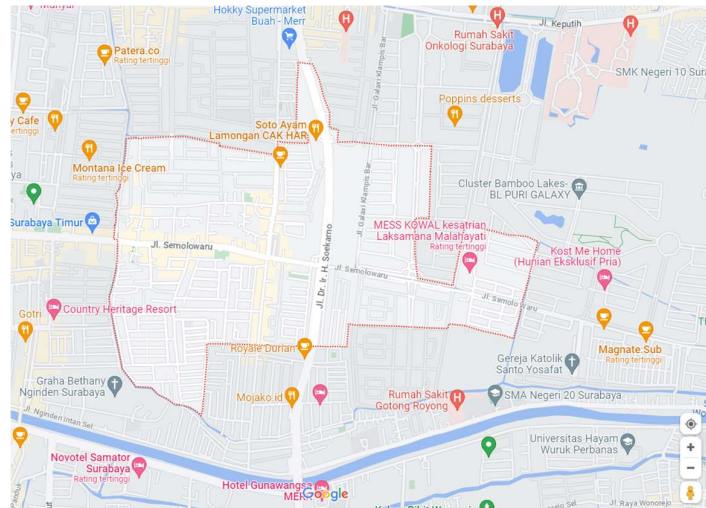 Hokky Supermarket
Buah - Merr
Jl. Keputih
Patera.co
Rating tertinggi
Rumah Sakit
Onkologi Surabaya
SMK Negeri 10 Sur
Jl. Galaxi Klampis Bar
Poppins desserts
y Cafe
ertinggi
Soto Ayam
Lamongan CAK HAR
Montana Ice Cream
Rating tertinggi
Jl. Galaxi Klampis Bar
Cluster Bamboo Lakes-
BL PURI GALAXY
Surabaya Timur
MESS KOWAL kesatrian
Laksamana Malahayati
Rating tertinggi
Jl. Semolowaru
Jl. Dr. Ir. H. Soekarno
Kost Me Home
(Hunian Eksklusif Pria)
Jl. Semolowaru
Jl. Semolowaru
Country Heritage Resort
Gotri
Royale Durian
Magnate.Sub
Rating tertinggi
Gereja Katolik
Santo Yosafat
Graha Bethany
Nginden Surabaya
Mojako.id
Rumah Sakit
Gotong Royong
SMA Negeri 20 Surabaya
Jl. Nginden Intan Sel
Universitas Hayam
Wuruk Perbanas
Novotel Samator
Surabaya
Rating tertinggi
Hotel Gunawangsa
MER
Google
Jl. Raya Wonorejo